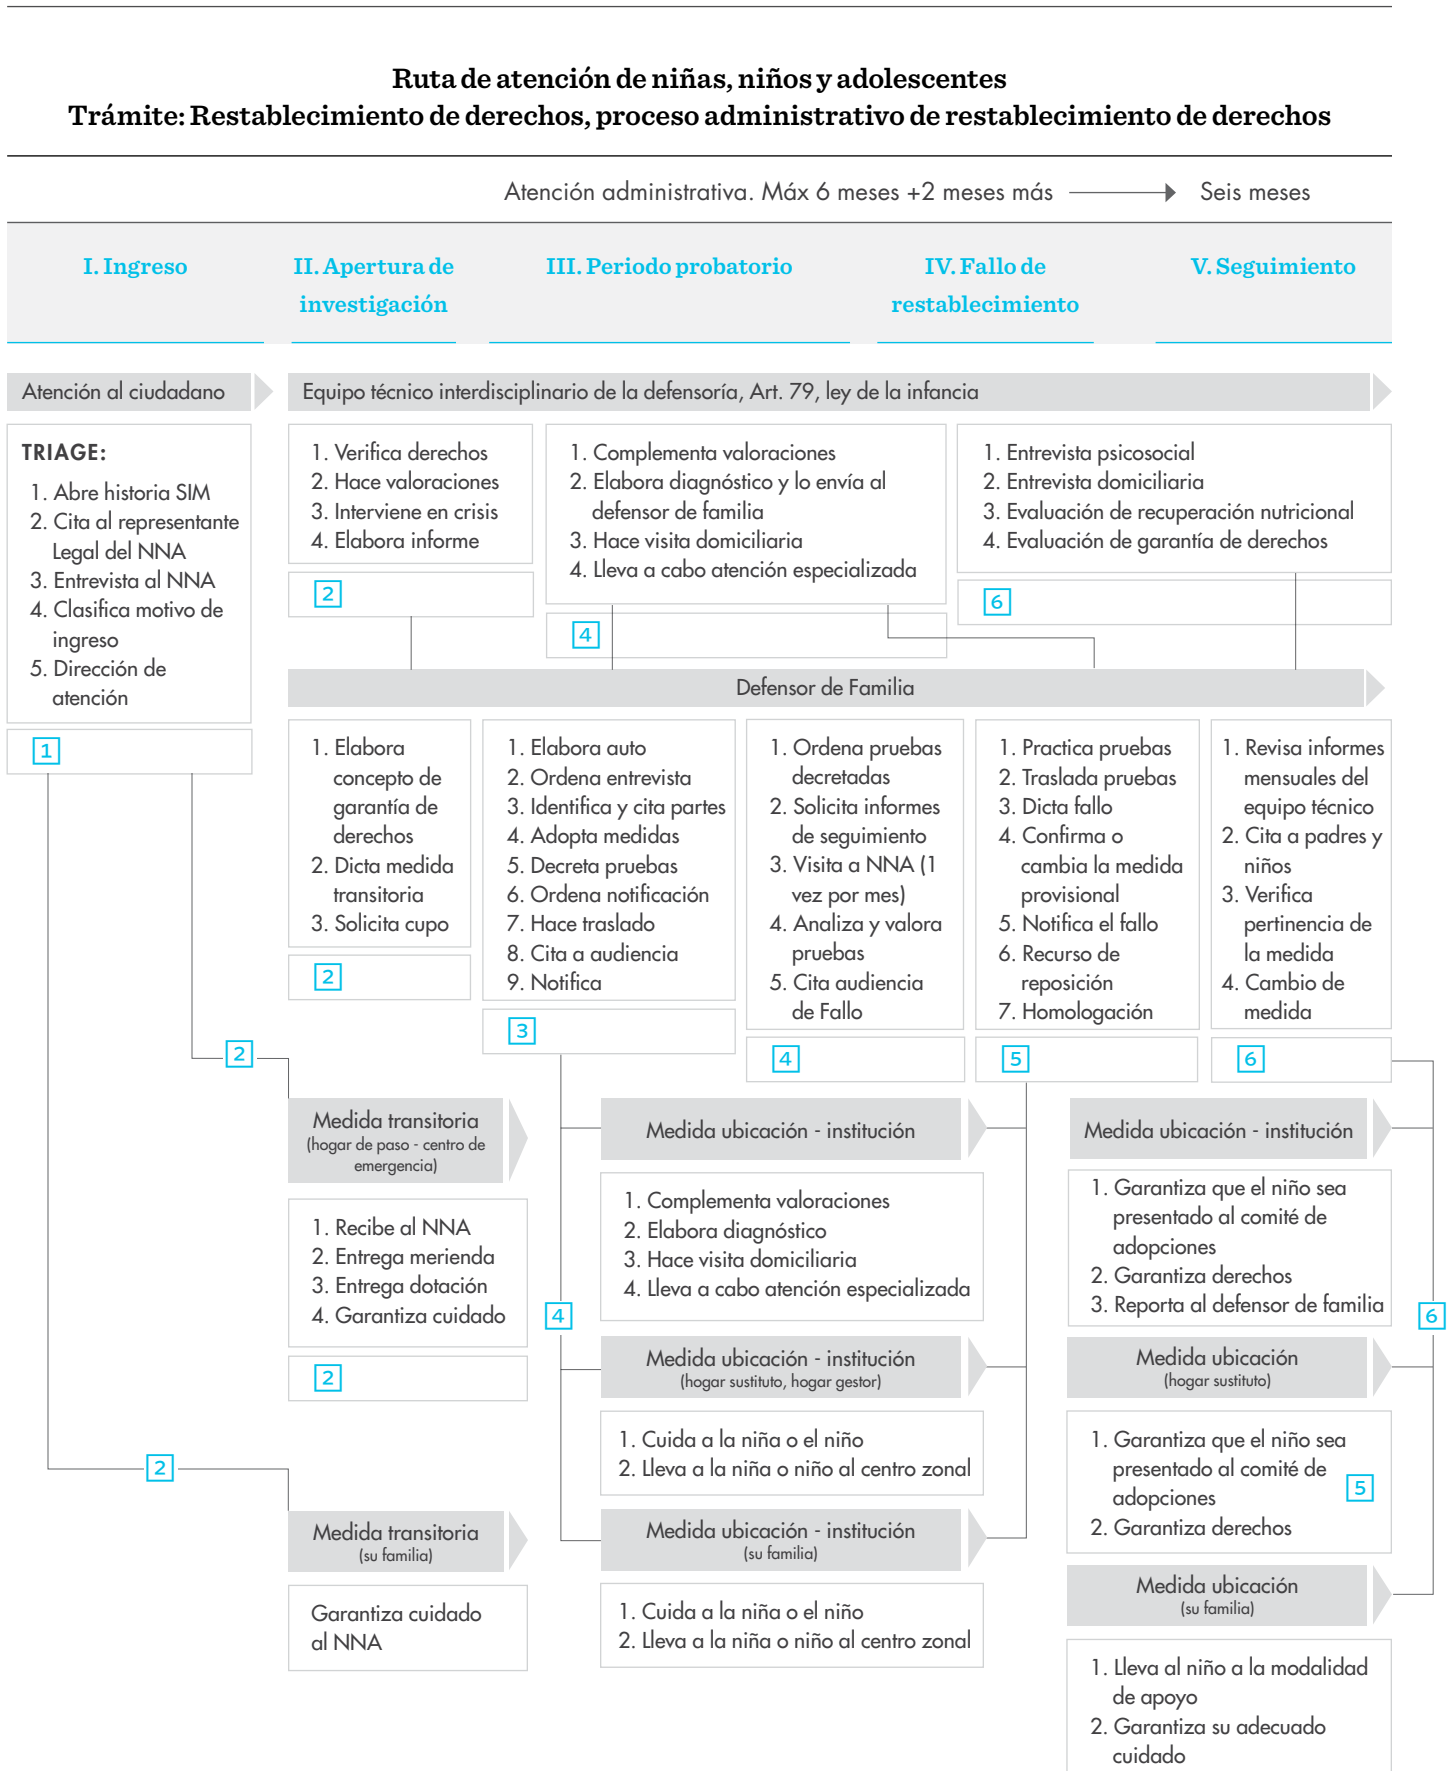 Ruta de atención de niñas, niños y adolescentes
Trámite: Restablecimiento de derechos, proceso administrativo de restablecimiento de derechos
Atención administrativa. Máx 6 meses +2 meses más
Seis meses
I. Ingreso
II. Apertura de
investigación
III. Periodo probatorio
IV. Fallo de
restablecimiento
V. Seguimiento
Atención al ciudadano
Equipo técnico interdisciplinario de la defensoría, Art. 79, ley de la infancia
TRIAGE:
1. Abre historia SIM
2. Cita al representante
Legal del NNA
3. Entrevista al NNA
4. Clasifica motivo de
ingreso
5. Dirección de
atención
1
1. Verifica derechos
2. Hace valoraciones
3. Interviene en crisis
4. Elabora informe
2
1. Complementa valoraciones
2. Elabora diagnóstico y lo envía al
defensor de familia
3. Hace visita domiciliaria
4. Lleva a cabo atención especializada
4
1. Entrevista psicosocial
2. Entrevista domiciliaria
3. Evaluación de recuperación nutricional
4. Evaluación de garantía de derechos
6
Defensor de Familia
1. Elabora
concepto de
garantía de
derechos
2. Dicta medida
transitoria
3. Solicita cupo
2
1. Elabora auto
2. Ordena entrevista
3. Identifica y cita partes
4. Adopta medidas
5. Decreta pruebas
6. Ordena notificación
7. Hace traslado
8. Cita a audiencia
9. Notifica
3
1. Ordena pruebas
decretadas
2. Solicita informes
de seguimiento
3. Visita a NNA (1
vez por mes)
4. Analiza y valora
pruebas
5. Cita audiencia
de Fallo
4
1. Practica pruebas
2. Traslada pruebas
3. Dicta fallo
4. Confirma o
cambia la medida
provisional
5. Notifica el fallo
6. Recurso de
reposición
7. Homologación
5
1. Revisa informes
mensuales del
equipo técnico
2. Cita a padres y
niños
3. Verifica
pertinencia de
la medida
4. Cambio de
medida
6
2
Medida transitoria
(hogar de paso - centro de
emergencia)
1. Recibe al NNA
2. Entrega merienda
3. Entrega dotación
4. Garantiza cuidado
2
2
Medida transitoria
(su familia)
Garantiza cuidado
al NNA
4
Medida ubicación - institución
1. Complementa valoraciones
2. Elabora diagnóstico
3. Hace visita domiciliaria
4. Lleva a cabo atención especializada
Medida ubicación - institución
(hogar sustituto, hogar gestor)
1. Cuida a la niña o el niño
2. Lleva a la niña o niño al centro zonal
Medida ubicación - institución
(su familia)
1. Cuida a la niña o el niño
2. Lleva a la niña o niño al centro zonal
Medida ubicación - institución
1. Garantiza que el niño sea
presentado al comité de
adopciones
2. Garantiza derechos
3. Reporta al defensor de familia
6
Medida ubicación
(hogar sustituto)
1. Garantiza que el niño sea
presentado al comité de
adopciones
2. Garantiza derechos
5
Medida ubicación
(su familia)
1. Lleva al niño a la modalidad
de apoyo
2. Garantiza su adecuado
cuidado